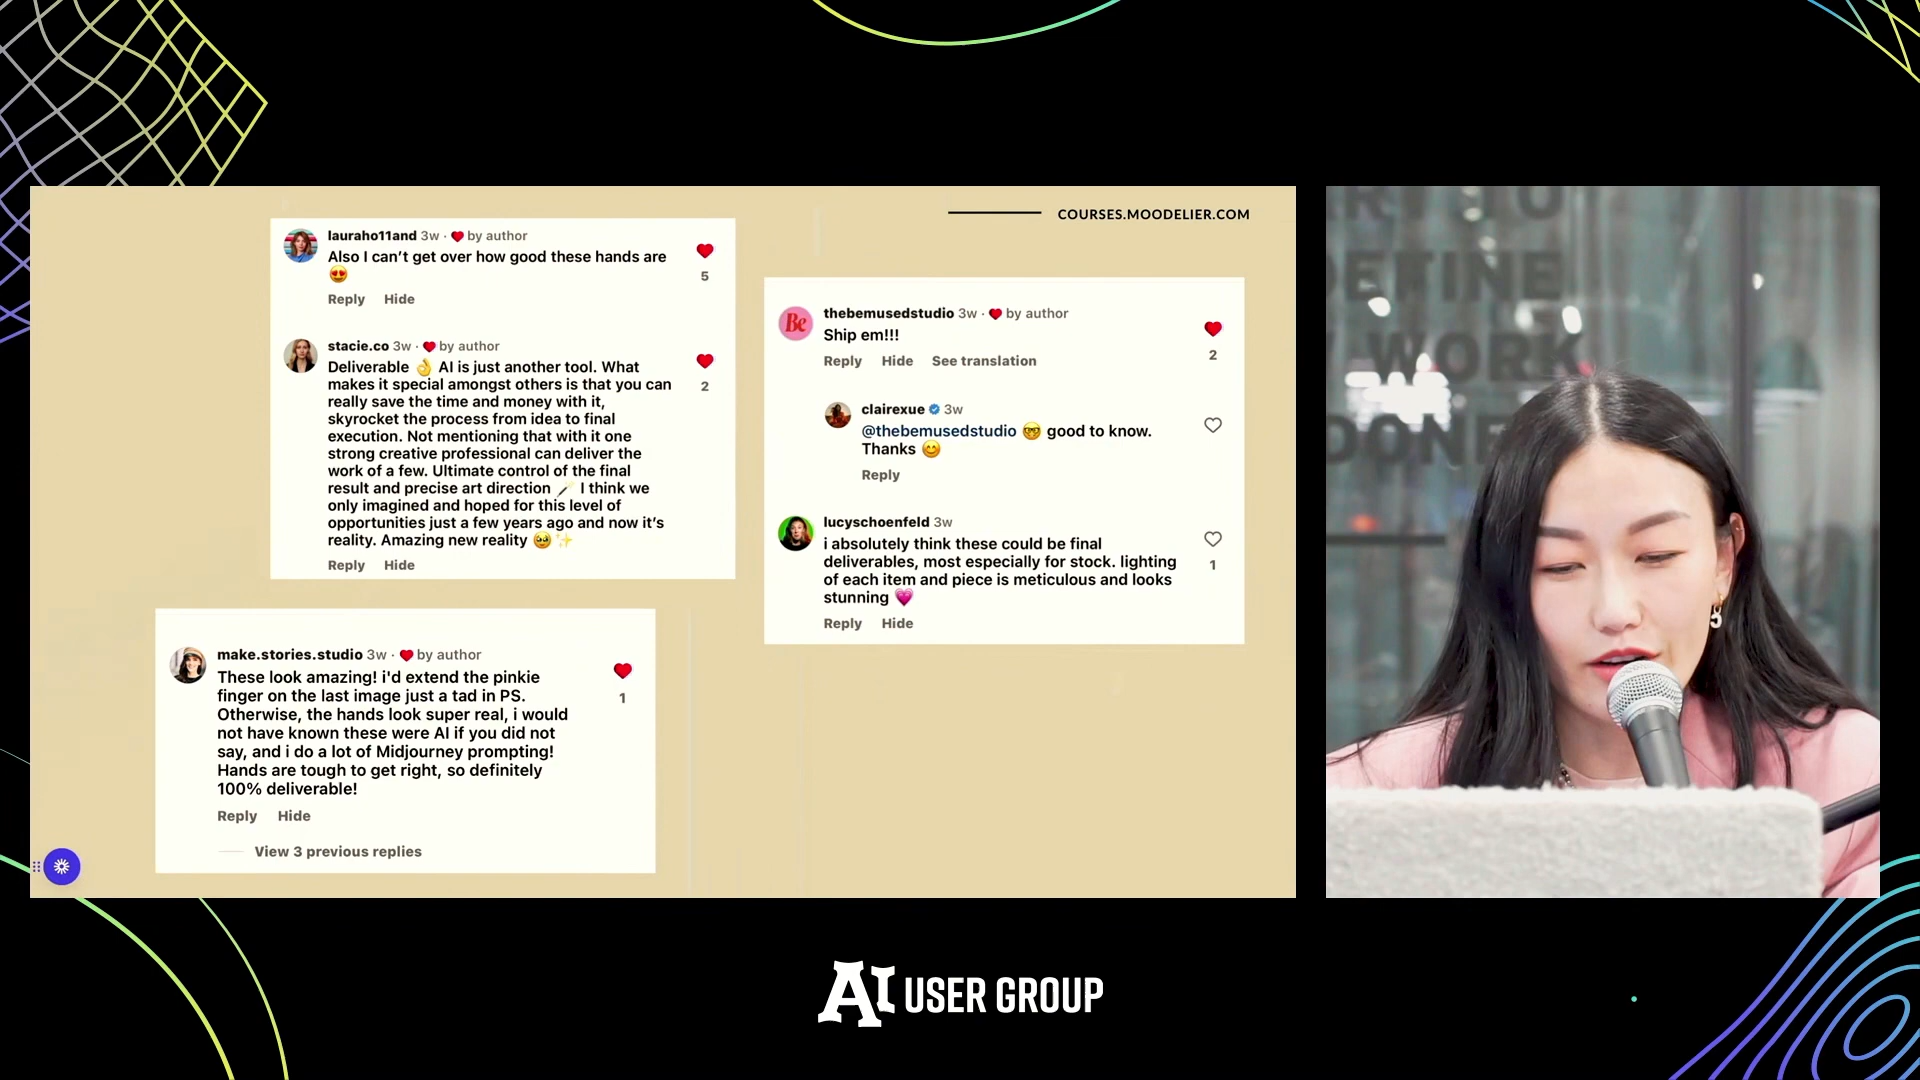 COURSES.MOODELIER.COM
lauraho11and 3w · ❤️ by author
Also I can't get over how good these hands are
😍
5
Reply Hide
stacie.co 3w · ❤️ by author
Deliverable 👌 AI is just another tool. What
makes it special amongst others is that you can
really save the time and money with it,
skyrocket the process from idea to final
execution. Not mentioning that with it one
strong creative professional can deliver the
work of a few. Ultimate control of the final
result and precise art direction 🪄 I think we
only imagined and hoped for this level of
opportunities just a few years ago and now it's
reality. Amazing new reality 🥹✨
2
Reply Hide
Be
thebemusedstudio 3w · ❤️ by author
Ship em!!!
2
Reply Hide See translation
clairexue 3w
@thebemusedstudio 🤓 good to know.
Thanks 😊
Reply
lucyschoenfeld 3w
i absolutely think these could be final
deliverables, most especially for stock. lighting
of each item and piece is meticulous and looks
stunning 💗
1
Reply Hide
make.stories.studio 3w · ❤️ by author
These look amazing! i'd extend the pinkie
finger on the last image just a tad in PS.
Otherwise, the hands look super real, i would
not have known these were AI if you did not
say, and i do a lot of Midjourney prompting!
Hands are tough to get right, so definitely
100% deliverable!
1
Reply Hide
View 3 previous replies
TO
WORK
DONE
AI USER GROUP